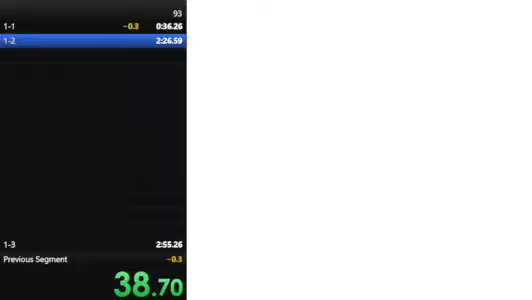 93
1-1 −0.3 0:36.26
1-2 2:26.59
1-3 2:55.26
Previous Segment −0.3
38.70